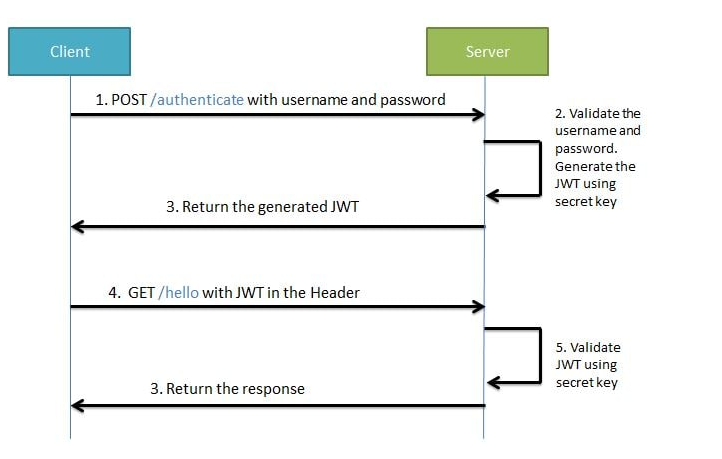 Client
Server
1. POST /authenticate with username and password
2. Validate the
username and
password.
Generate the
JWT using
secret key
3. Return the generated JWT
4. GET /hello with JWT in the Header
5. Validate
JWT using
secret key
3. Return the response